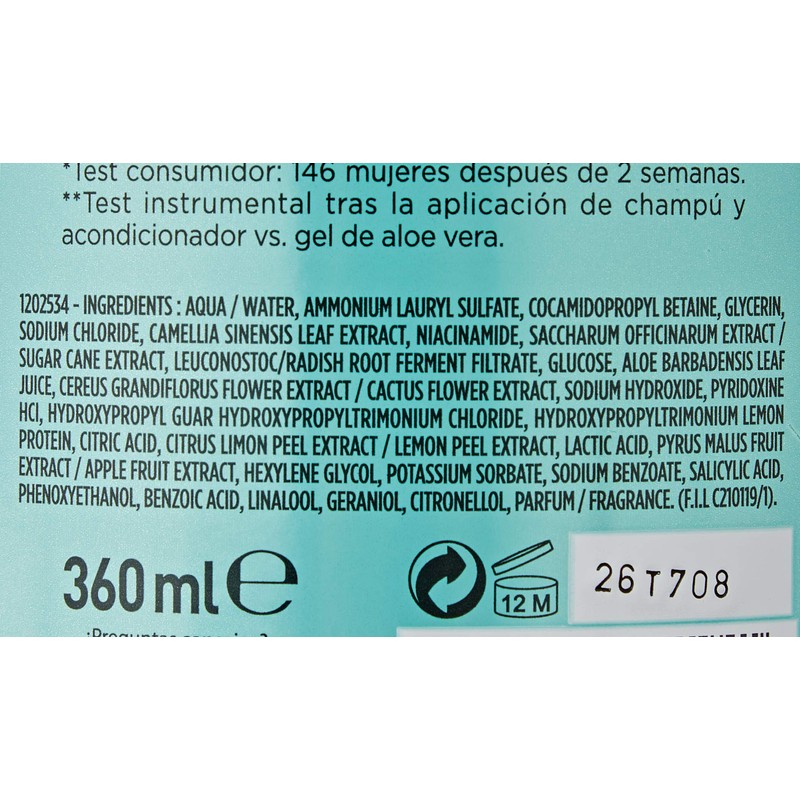 *Test consumidor: 146 mujeres después de 2 semanas.
**Test instrumental tras la aplicación de champú y
acondicionador vs. gel de aloe vera.
1202534 - INGREDIENTS : AQUA / WATER, AMMONIUM LAURYL SULFATE, COCAMIDOPROPYL BETAINE, GLYCERIN,
SODIUM CHLORIDE, CAMELLIA SINENSIS LEAF EXTRACT, NIACINAMIDE, SACCHARUM OFFICINARUM EXTRACT /
SUGAR CANE EXTRACT, LEUCONOSTOC/RADISH ROOT FERMENT FILTRATE, GLUCOSE, ALOE BARBADENSIS LEAF
JUICE, CEREUS GRANDIFLORUS FLOWER EXTRACT / CACTUS FLOWER EXTRACT, SODIUM HYDROXIDE, PYRIDOXINE
HCl, HYDROXYPROPYL GUAR HYDROXYPROPYLTRIMONIUM CHLORIDE, HYDROXYPROPYLTRIMONIUM LEMON
PROTEIN, CITRIC ACID, CITRUS LIMON PEEL EXTRACT / LEMON PEEL EXTRACT, LACTIC ACID, PYRUS MALUS FRUIT
EXTRACT / APPLE FRUIT EXTRACT, HEXYLENE GLYCOL, POTASSIUM SORBATE, SODIUM BENZOATE, SALICYLIC ACID,
PHENOXYETHANOL, BENZOIC ACID, LINALOOL, GERANIOL, CITRONELLOL, PARFUM / FRAGRANCE. (F.I.L C210119/1).
360 ml e
12 M
26T708
¿Preguntas